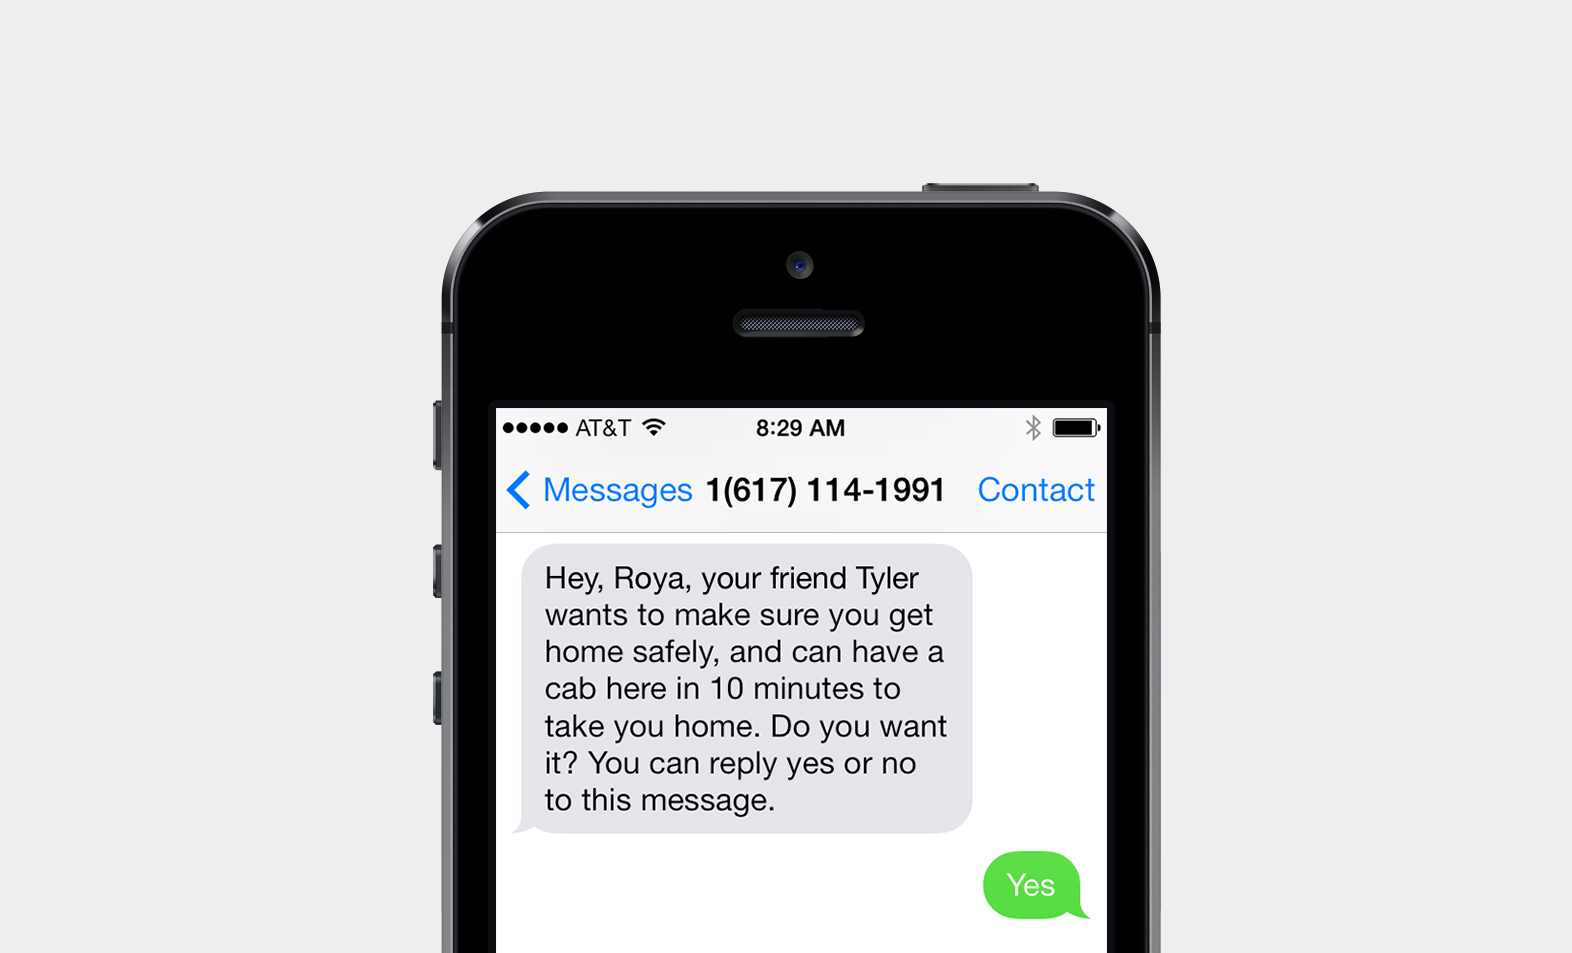 AT&T 8:29 AM
Messages 1(617) 114-1991 Contact
Hey, Roya, your friend Tyler
wants to make sure you get
home safely, and can have a
cab here in 10 minutes to
take you home. Do you want
it? You can reply yes or no
to this message.
Yes